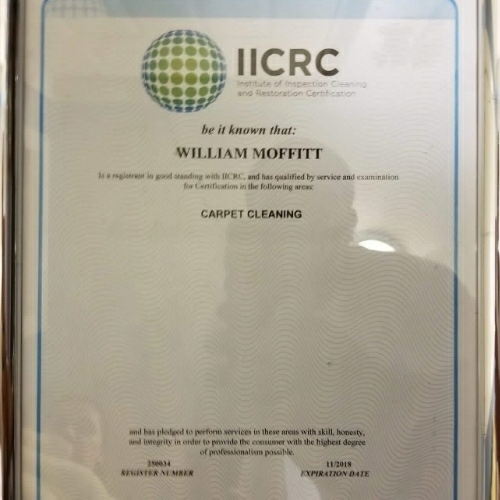 IICRC
Institute of Inspection Cleaning
and Restoration Certification
be it known that:
WILLIAM MOFFITT
Is a registrant in good standing with IICRC, and has qualified by service and examination
for Certification in the following areas:
CARPET CLEANING
and has pledged to perform services in these areas with skill, honesty,
and integrity in order to provide the consumer with the highest degree
of professionalism possible.
250034 11/2018
REGISTER NUMBER EXPIRATION DATE